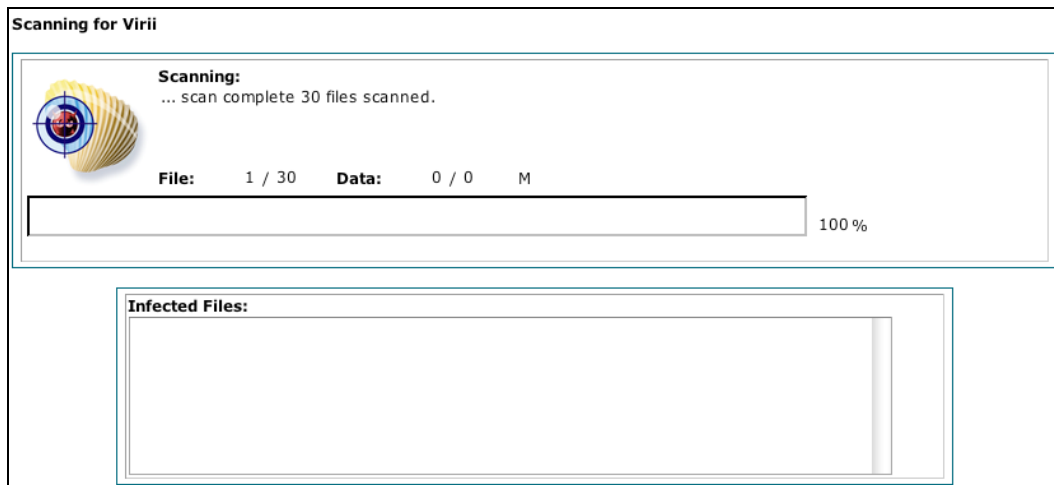 Scanning for Virii
Scanning:
... scan complete 30 files scanned.
File: 1 / 30 Data: 0 / 0 M
100 %
Infected Files: